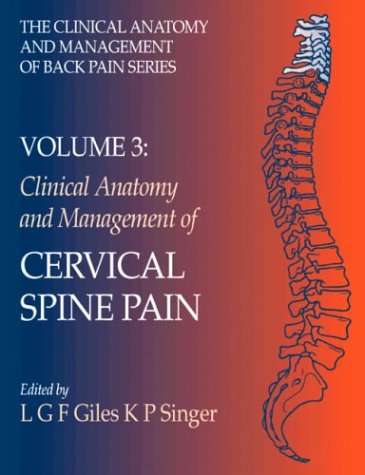 THE CLINICAL ANATOMY
AND MANAGEMENT
OF BACK PAIN SERIES
VOLUME 3:
Clinical Anatomy
and Management of
CERVICAL
SPINE PAIN
Edited by
L G F Giles K P Singer